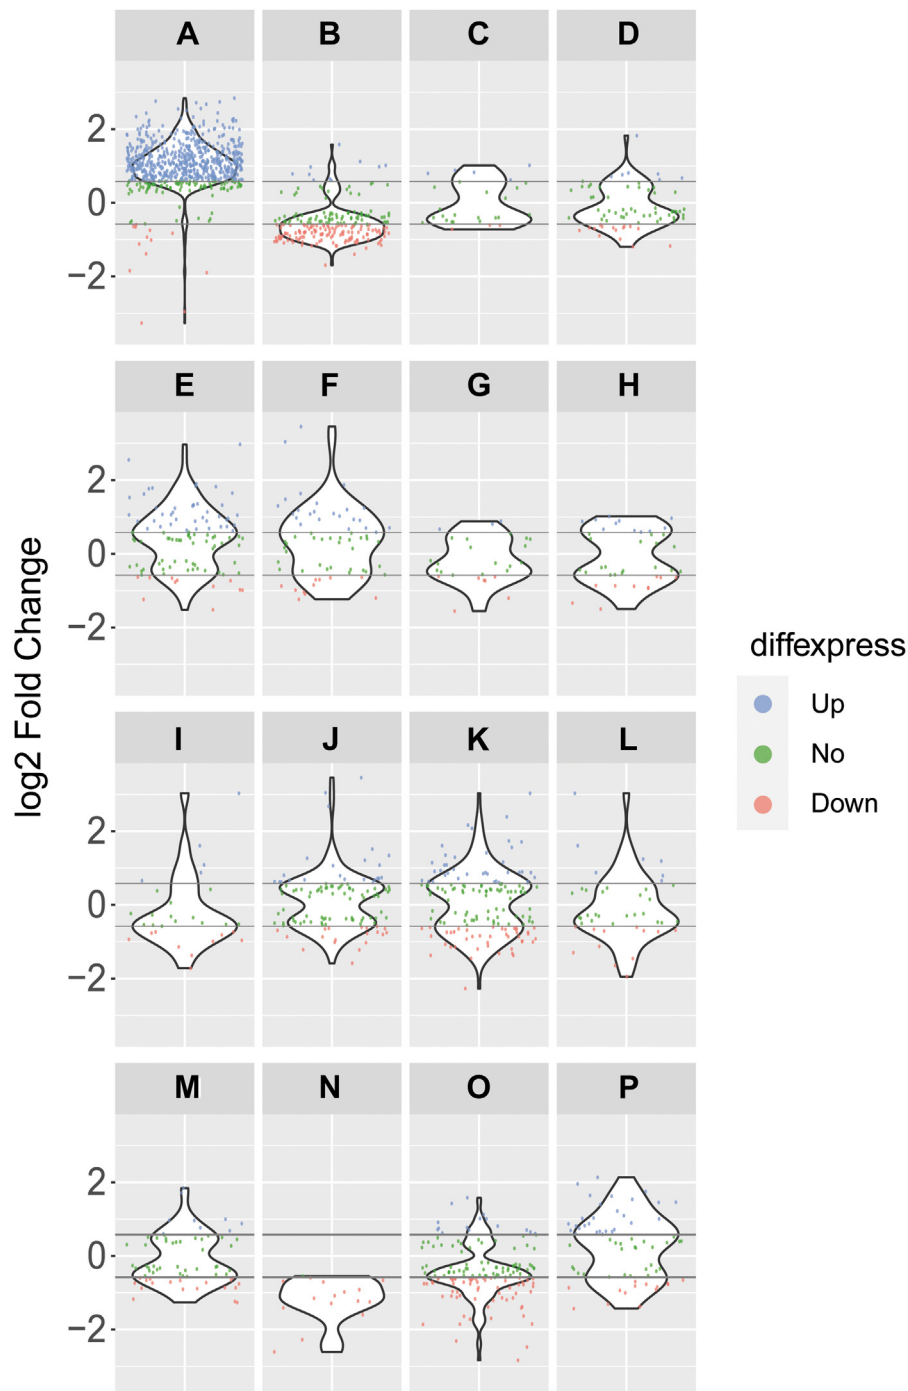 A B C D
2
0
−2
E F G H
2
0
−2
log2 Fold Change
diffexpress
Up
No
Down
I J K L
2
0
−2
M N O P
2
0
−2